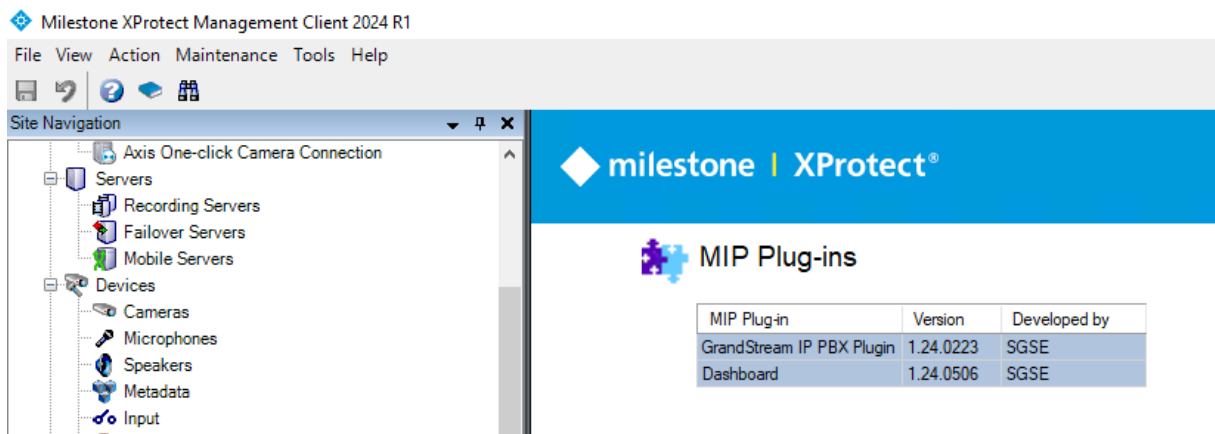 Milestone XProtect Management Client 2024 R1
File View Action Maintenance Tools Help
Site Navigation
Axis One-click Camera Connection
Servers
Recording Servers
Failover Servers
Mobile Servers
Devices
Cameras
Microphones
Speakers
Metadata
Input
milestone | XProtect®
MIP Plug-ins
MIP Plug-in Version Developed by
GrandStream IP PBX Plugin 1.24.0223 SGSE
Dashboard 1.24.0506 SGSE